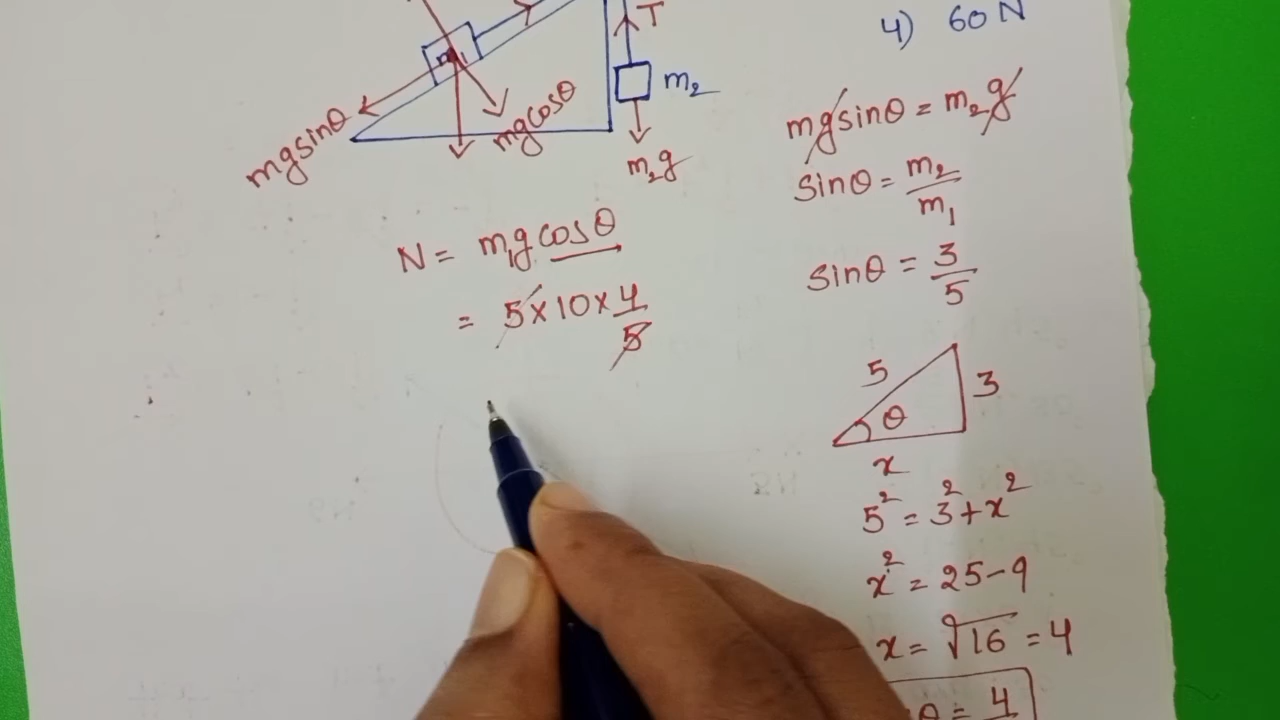 T
4) 60 N
m₁
m₂
mgsinθ
mgcosθ
m₂g
mgsinθ = m₂g
sinθ = m₂/m₁
sinθ = 3/5
N = m₁g cosθ
= 5×10×4/5
5
3
θ
x
5² = 3²+x²
x² = 25-9
x = √16 = 4
θ = 4